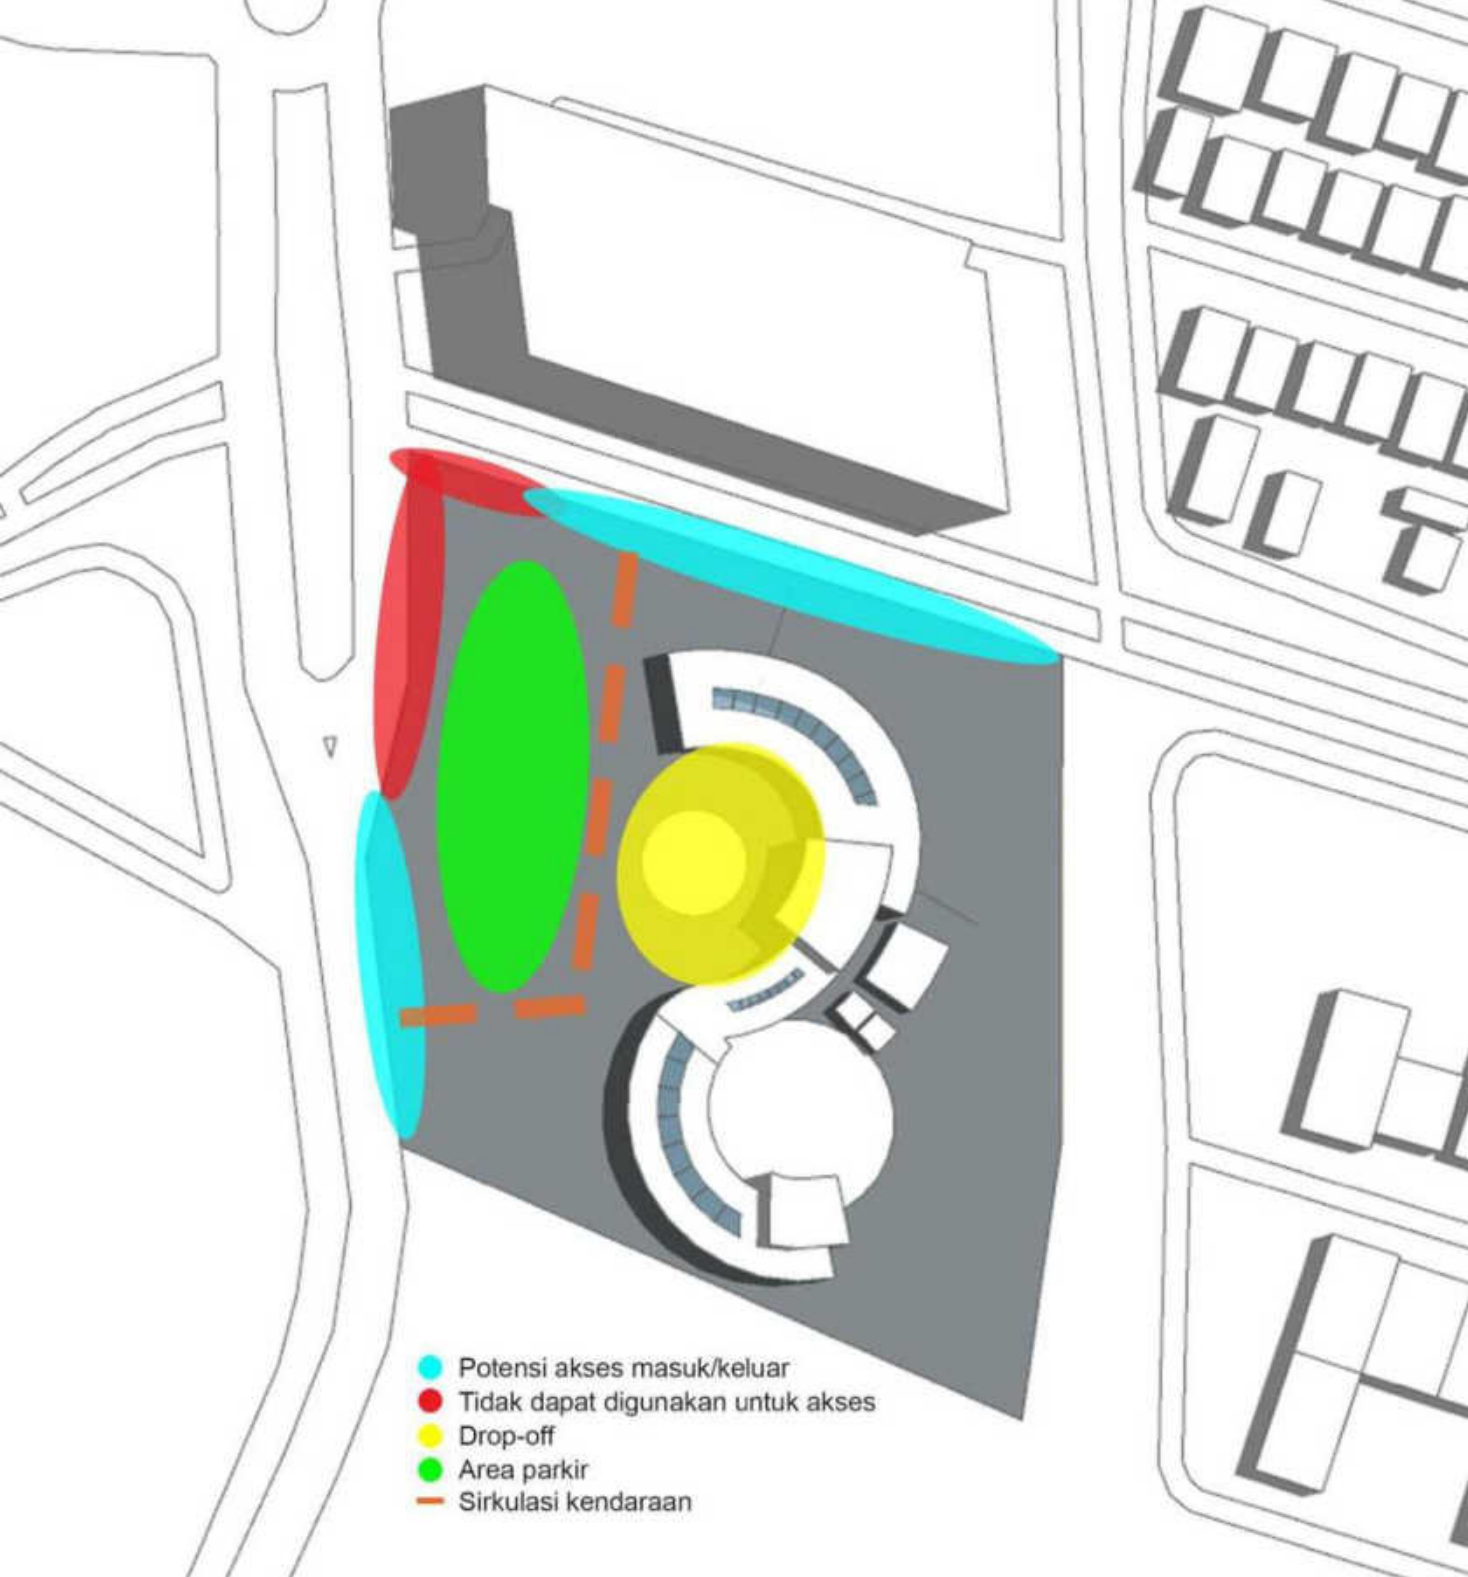 Potensi akses masuk/keluar
Tidak dapat digunakan untuk akses
Drop-off
Area parkir
Sirkulasi kendaraan